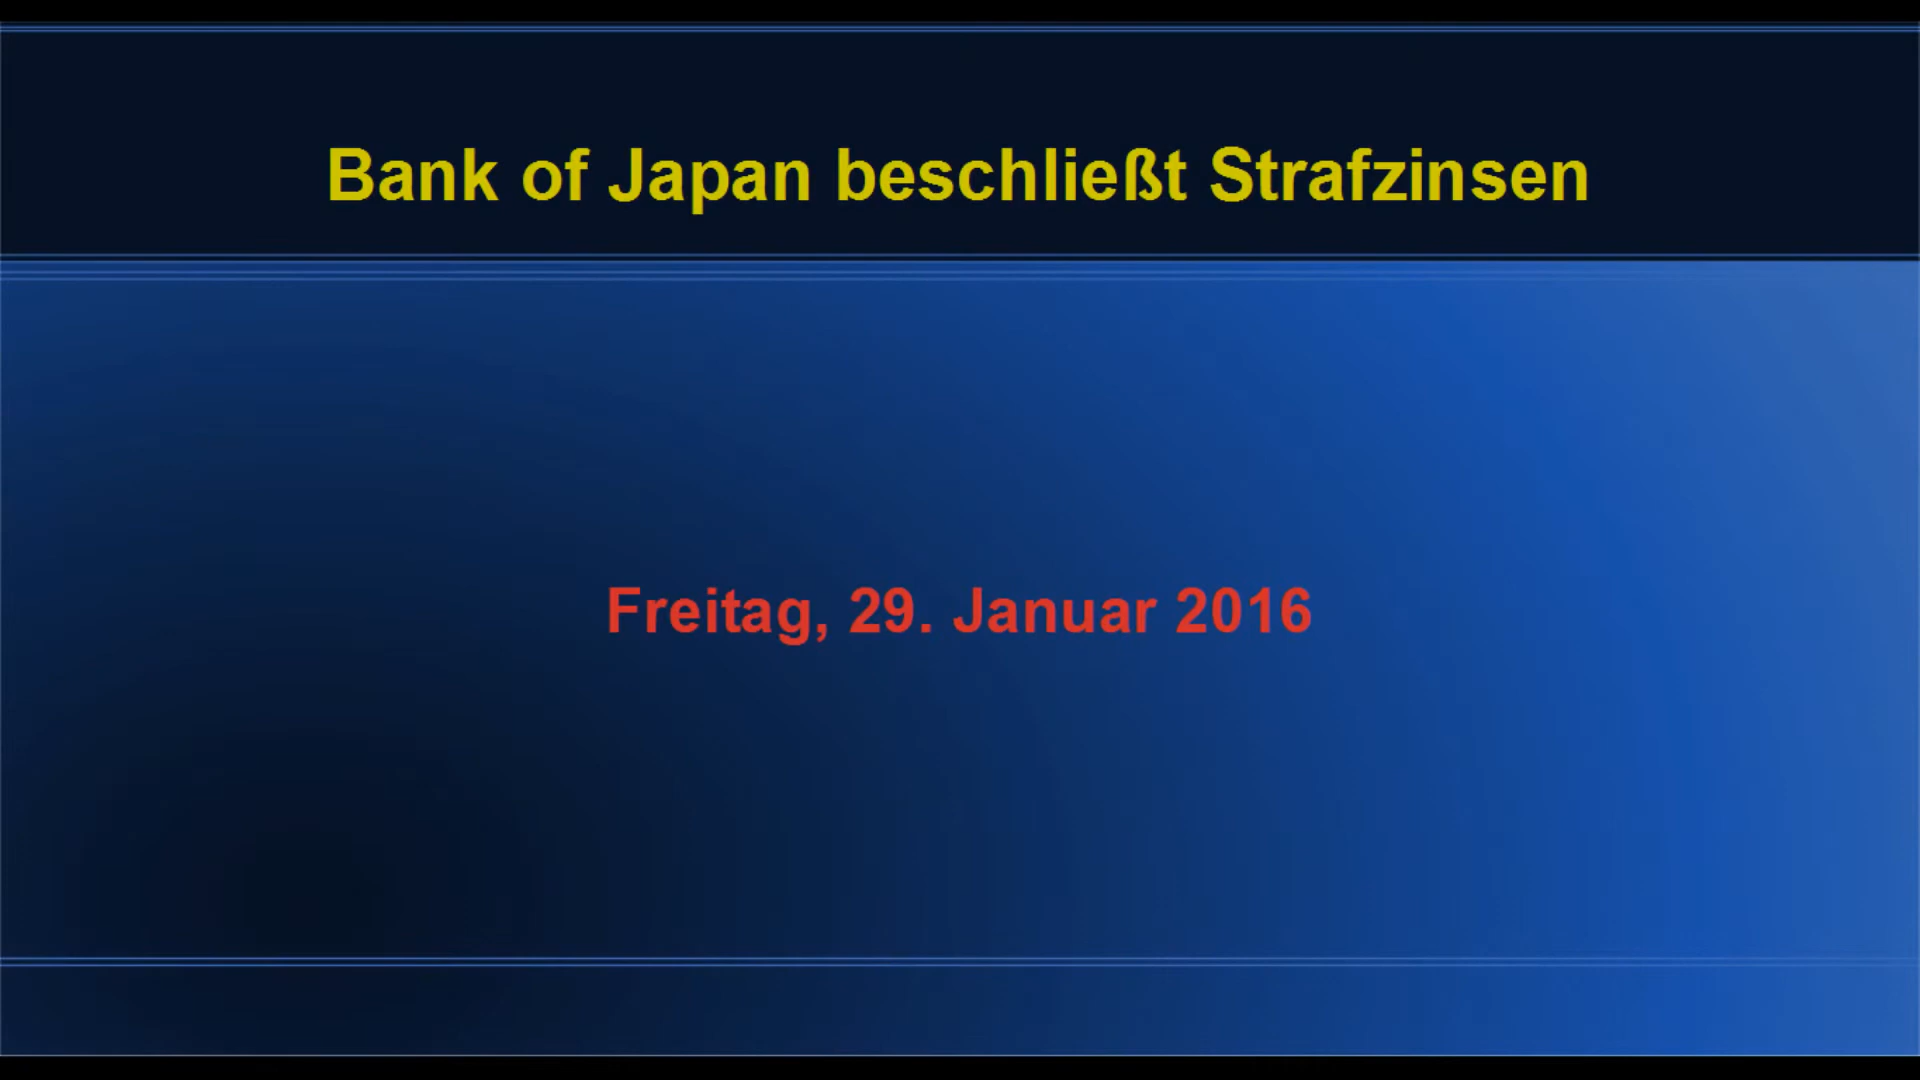 Bank of Japan beschließt Strafzinsen
Freitag, 29. Januar 2016